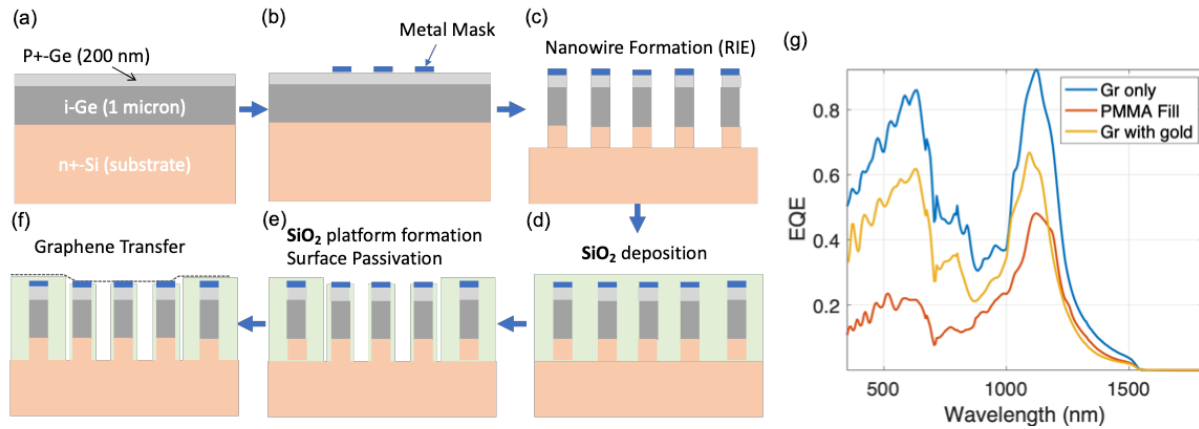 (a)
P+-Ge (200 nm)
i-Ge (1 micron)
n+-Si (substrate)
(b)
Metal Mask
(c)
Nanowire Formation (RIE)
(f)
Graphene Transfer
(e)
SiO₂ platform formation
Surface Passivation
(d)
SiO₂ deposition
(g)
Gr only
PMMA Fill
Gr with gold
0.8
0.6
0.4
0.2
EQE
500
1000
1500
Wavelength (nm)